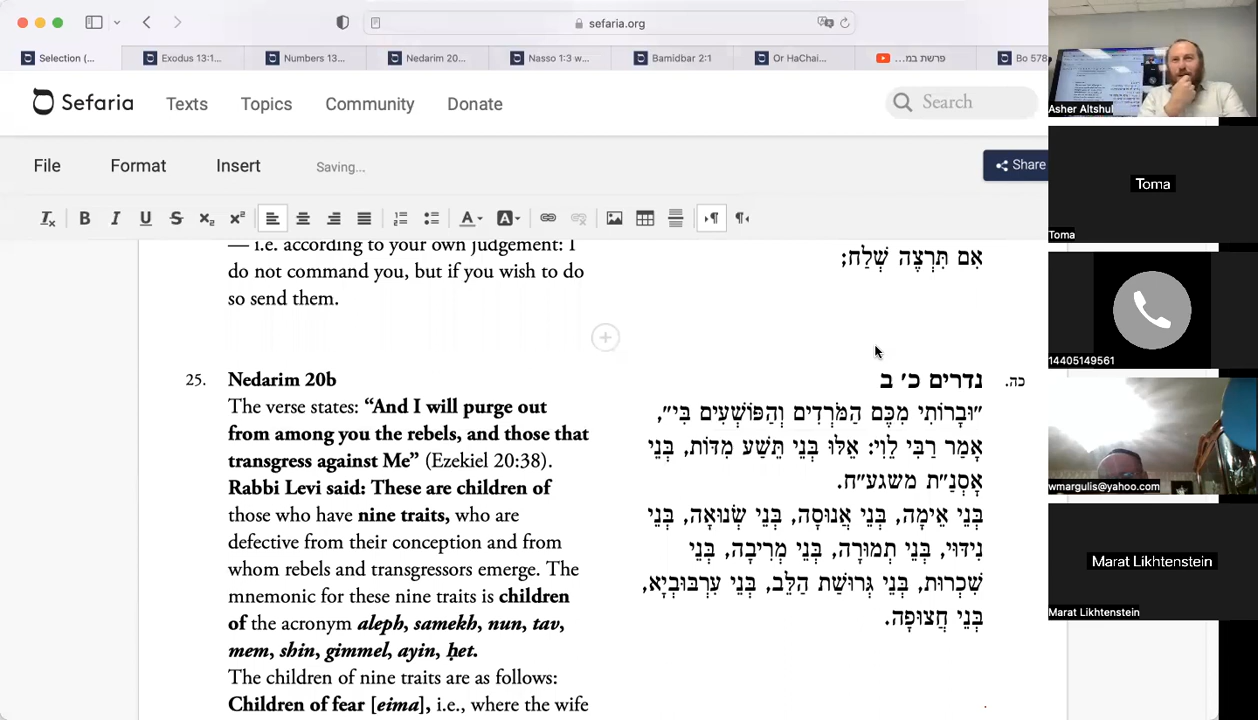 sefaria.org
Selection (...
Exodus 13:1...
Numbers 13...
Nedarim 20...
Nasso 1:3 w...
Bamidbar 2:1
Or HaChai...
פרשת במ...
Bo 578
Sefaria
Texts
Topics
Community
Donate
Search
File
Format
Insert
Saving...
Share
— i.e. according to your own judgement: I
do not command you, but if you wish to do
so send them.
אִם תִּרְצֶה שְׁלַח;
25.
Nedarim 20b
The verse states: “And I will purge out
from among you the rebels, and those that
transgress against Me” (Ezekiel 20:38).
Rabbi Levi said: These are children of
those who have nine traits, who are
defective from their conception and from
whom rebels and transgressors emerge. The
mnemonic for these nine traits is children
of the acronym aleph, samekh, nun, tav,
mem, shin, gimmel, ayin, ḥet.
The children of nine traits are as follows:
Children of fear [eima], i.e., where the wife
כה.
נדרים כ׳ ב
״וּבָרוֹתִי מִכֶּם הַמֹּרְדִים וְהַפּוֹשְׁעִים בִּי״,
אָמַר רַבִּי לֵוִי: אֵלּוּ בְּנֵי תֵּשַׁע מִדּוֹת, בְּנֵי
אָסְנַ״ת משגע״ח.
בְּנֵי אֵימָה, בְּנֵי אֲנוּסָה, בְּנֵי שְׂנוּאָה, בְּנֵי
נִידּוּי, בְּנֵי תְמוּרָה, בְּנֵי מְרִיבָה, בְּנֵי
שִׁכְרוּת, בְּנֵי גְּרוּשַׁת הַלֵּב, בְּנֵי עִרְבּוּבְיָא,
בְּנֵי חֲצוּפָה.
Asher Altshul
Toma
Toma
14405149561
wmargulis@yahoo.com
Marat Likhtenstein
Marat Likhtenstein